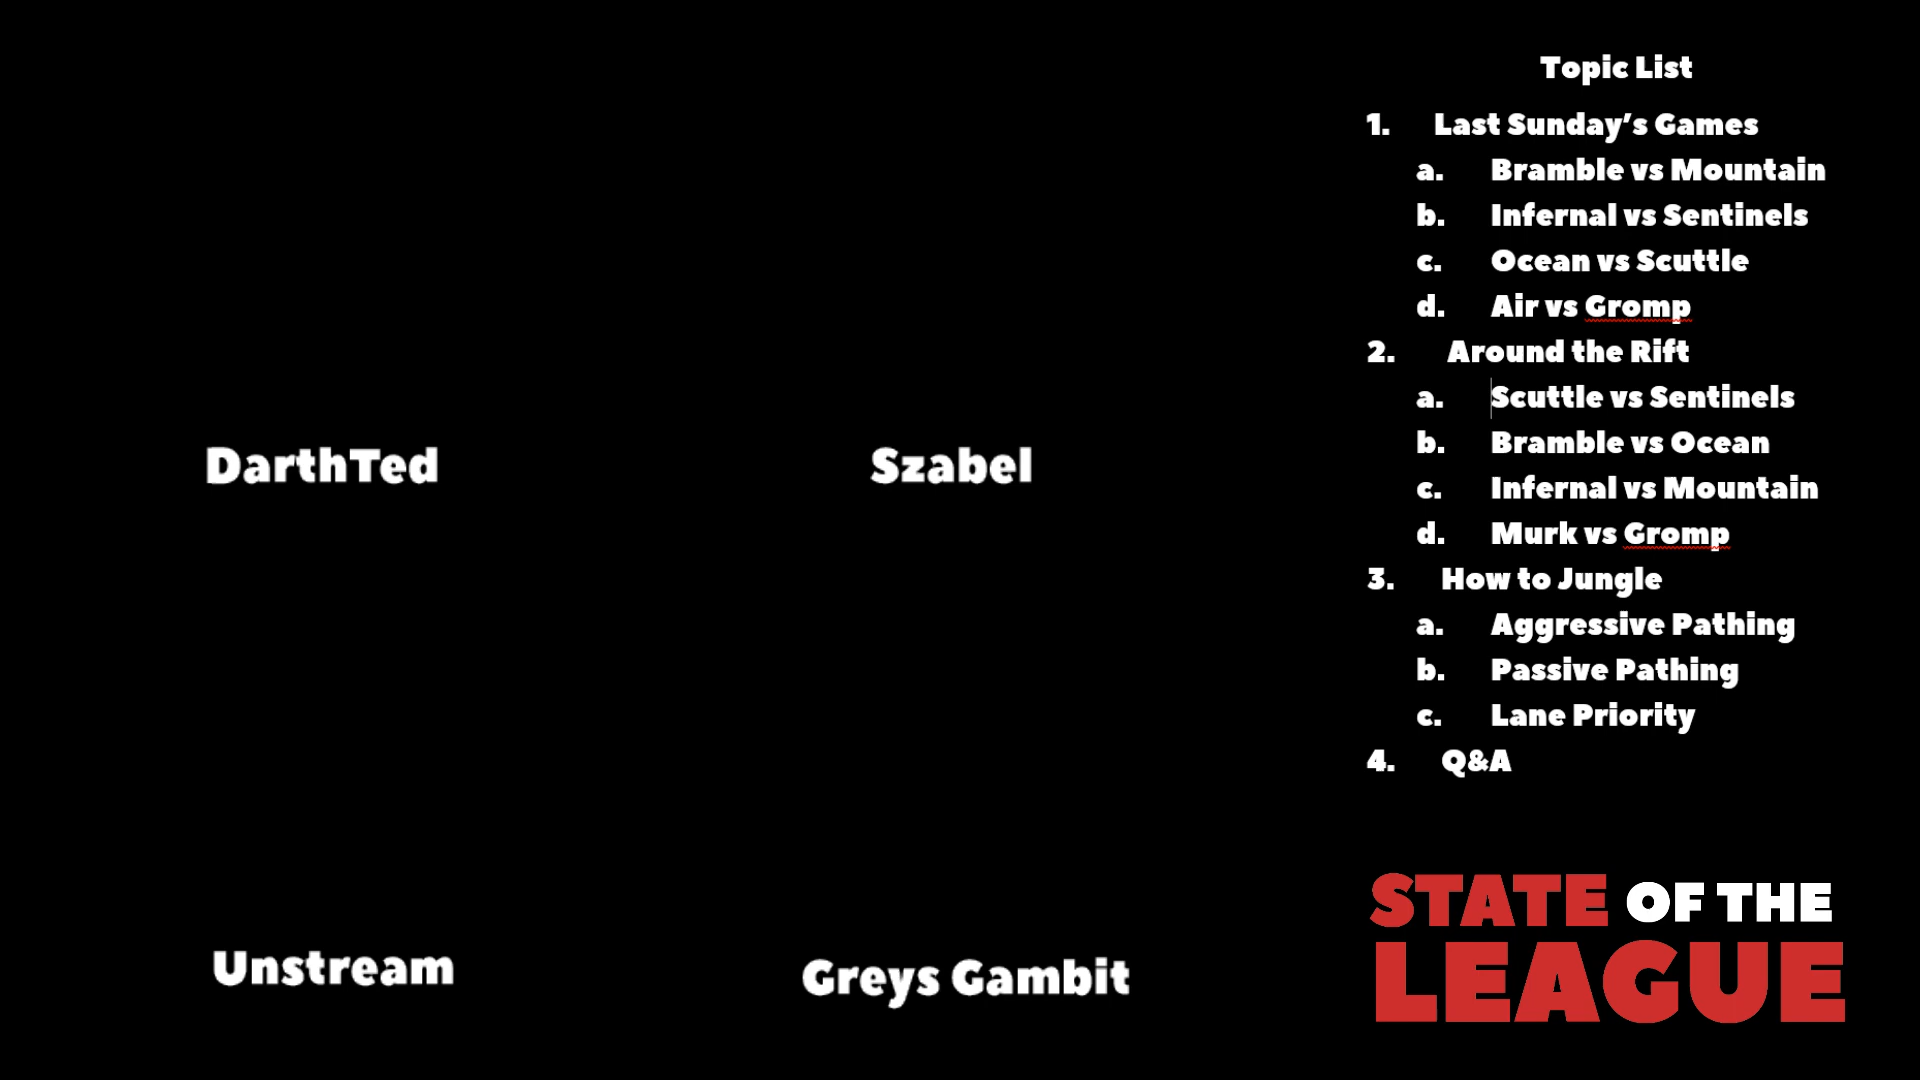 Topic List
1. Last Sunday's Games
a. Bramble vs Mountain
b. Infernal vs Sentinels
c. Ocean vs Scuttle
d. Air vs Gromp
2. Around the Rift
a. Scuttle vs Sentinels
b. Bramble vs Ocean
c. Infernal vs Mountain
d. Murk vs Gromp
3. How to Jungle
a. Aggressive Pathing
b. Passive Pathing
c. Lane Priority
4. Q&A
DarthTed
Szabel
Unstream
Greys Gambit
STATE OF THE
LEAGUE